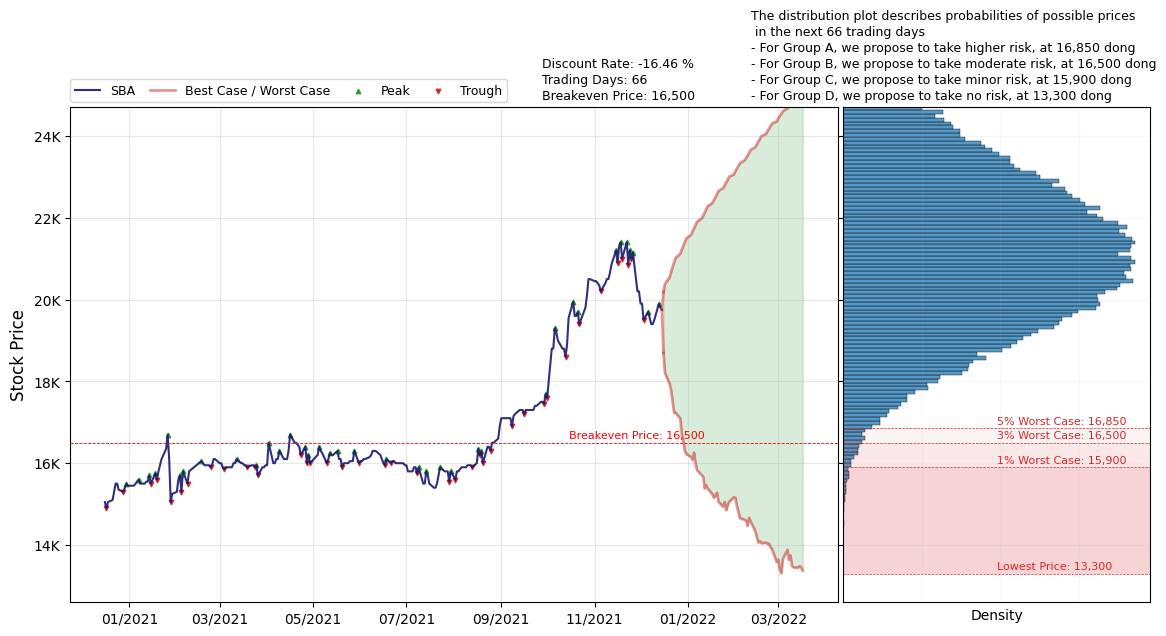 The distribution plot describes probabilities of possible prices
in the next 66 trading days
- For Group A, we propose to take higher risk, at 16,850 dong
- For Group B, we propose to take moderate risk, at 16,500 dong
- For Group C, we propose to take minor risk, at 15,900 dong
- For Group D, we propose to take no risk, at 13,300 dong
Discount Rate: -16.46 %
Trading Days: 66
Breakeven Price: 16,500
SBA
Best Case / Worst Case
Peak
Trough
Stock Price
24K
22K
20K
18K
16K
14K
Breakeven Price: 16,500
5% Worst Case: 16,850
3% Worst Case: 16,500
1% Worst Case: 15,900
Lowest Price: 13,300
01/2021
03/2021
05/2021
07/2021
09/2021
11/2021
01/2022
03/2022
Density